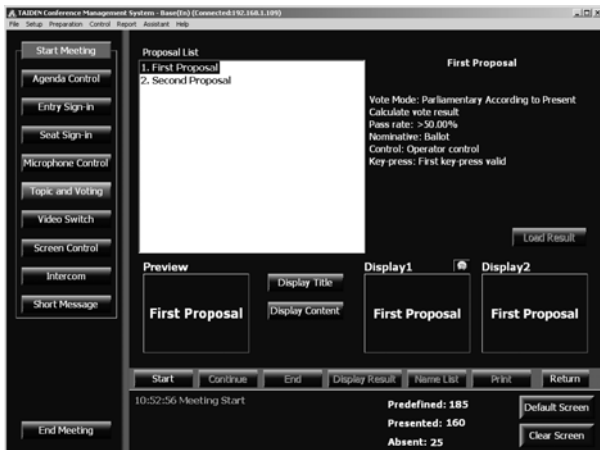 TAIDEN Conference Management System - Base(En) (Connected:192.168.1.109)
File Setup Preparation Control Report Assistant Help
Start Meeting
Agenda Control
Entry Sign-in
Seat Sign-in
Microphone Control
Topic and Voting
Video Switch
Screen Control
Intercom
Short Message
End Meeting
Proposal List
1. First Proposal
2. Second Proposal
First Proposal
Vote Mode: Parliamentary According to Present
Calculate vote result
Pass rate: >50.00%
Nominative: Ballot
Control: Operator control
Key-press: First key-press valid
Load Result
Preview
First Proposal
Display Title
Display Content
Display1
First Proposal
Display2
First Proposal
Start Continue End Display Result Name List Print Return
10:52:56 Meeting Start
Predefined: 185
Presented: 160
Absent: 25
Default Screen
Clear Screen